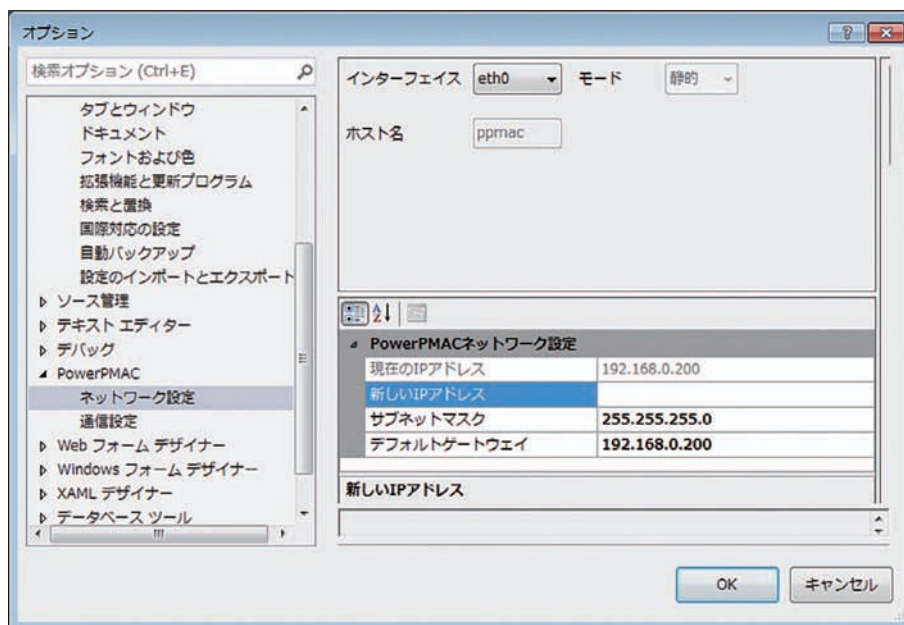 オプション
検索オプション (Ctrl+E)
タブとウィンドウ
ドキュメント
フォントおよび色
拡張機能と更新プログラム
検索と置換
国際対応の設定
自動バックアップ
設定のインポートとエクスポート
ソース管理
テキスト エディター
デバッグ
PowerPMAC
ネットワーク設定
通信設定
Web フォーム デザイナー
Windows フォーム デザイナー
XAML デザイナー
データベース ツール
インターフェイス eth0 モード 静的
ホスト名 ppmac
PowerPMACネットワーク設定
現在のIPアドレス 192.168.0.200
新しいIPアドレス
サブネットマスク 255.255.255.0
デフォルトゲートウェイ 192.168.0.200
新しいIPアドレス
OK キャンセル